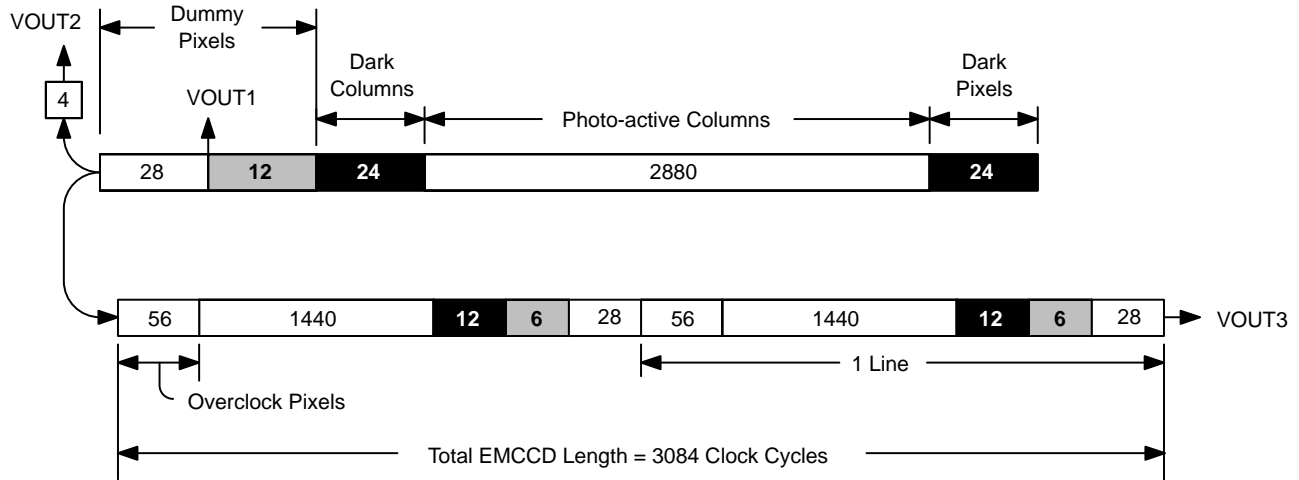 VOUT2
Dummy
Pixels
4
VOUT1
Dark
Columns
Photo-active Columns
Dark
Pixels
28 12 24 2880 24
56 1440 12 6 28 56 1440 12 6 28 VOUT3
1 Line
Overclock Pixels
Total EMCCD Length = 3084 Clock Cycles